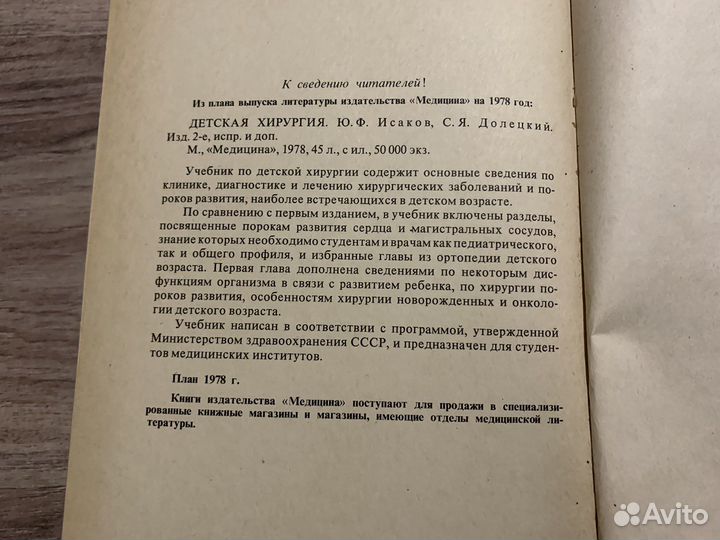 К сведению читателей!
Из плана выпуска литературы издательства «Медицина» на 1978 год:
ДЕТСКАЯ ХИРУРГИЯ. Ю. Ф. Исаков, С. Я. Долецкий.
Изд. 2-е, испр. и доп.
М., «Медицина», 1978, 45 л., с ил., 50 000 экз.
Учебник по детской хирургии содержит основные сведения по
клинике, диагностике и лечению хирургических заболеваний и по-
роков развития, наиболее встречающихся в детском возрасте.
По сравнению с первым изданием, в учебник включены разделы,
посвященные порокам развития сердца и магистральных сосудов,
знание которых необходимо студентам и врачам как педиатрического,
так и общего профиля, и избранные главы из ортопедии детского
возраста. Первая глава дополнена сведениями по некоторым дис-
функциям организма в связи с развитием ребенка, по хирургии по-
роков развития, особенностям хирургии новорожденных и онколо-
гии детского возраста.
Учебник написан в соответствии с программой, утвержденной
Министерством здравоохранения СССР, и предназначен для студен-
тов медицинских институтов.
План 1978 г.
Книги издательства «Медицина» поступают для продажи в специализи-
рованные книжные магазины и магазины, имеющие отделы медицинской ли-
тературы.
Avito